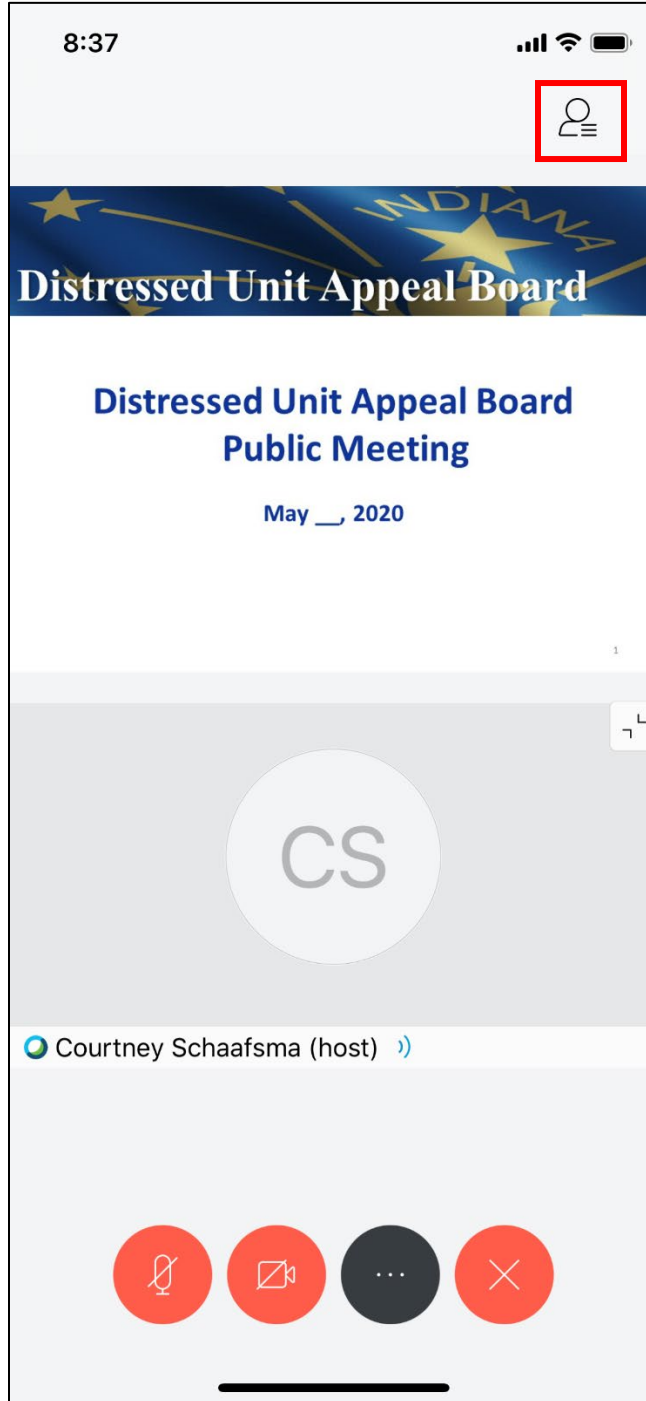 8:37
INDIANA
Distressed Unit Appeal Board
Distressed Unit Appeal Board
Public Meeting
May __, 2020
1
CS
Courtney Schaafsma (host)